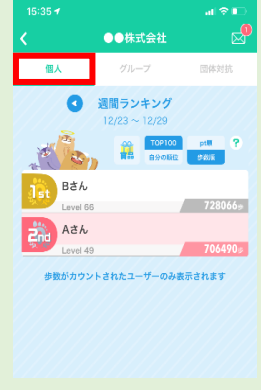 15:35
●●株式会社
個人
グループ
団体対抗
週間ランキング
12/23 ~ 12/29
TOP100
自分の順位
pt順
歩数順
?
1st
Bさん
Level 66
728066歩
2nd
Aさん
Level 49
706490歩
歩数がカウントされたユーザーのみ表示されます